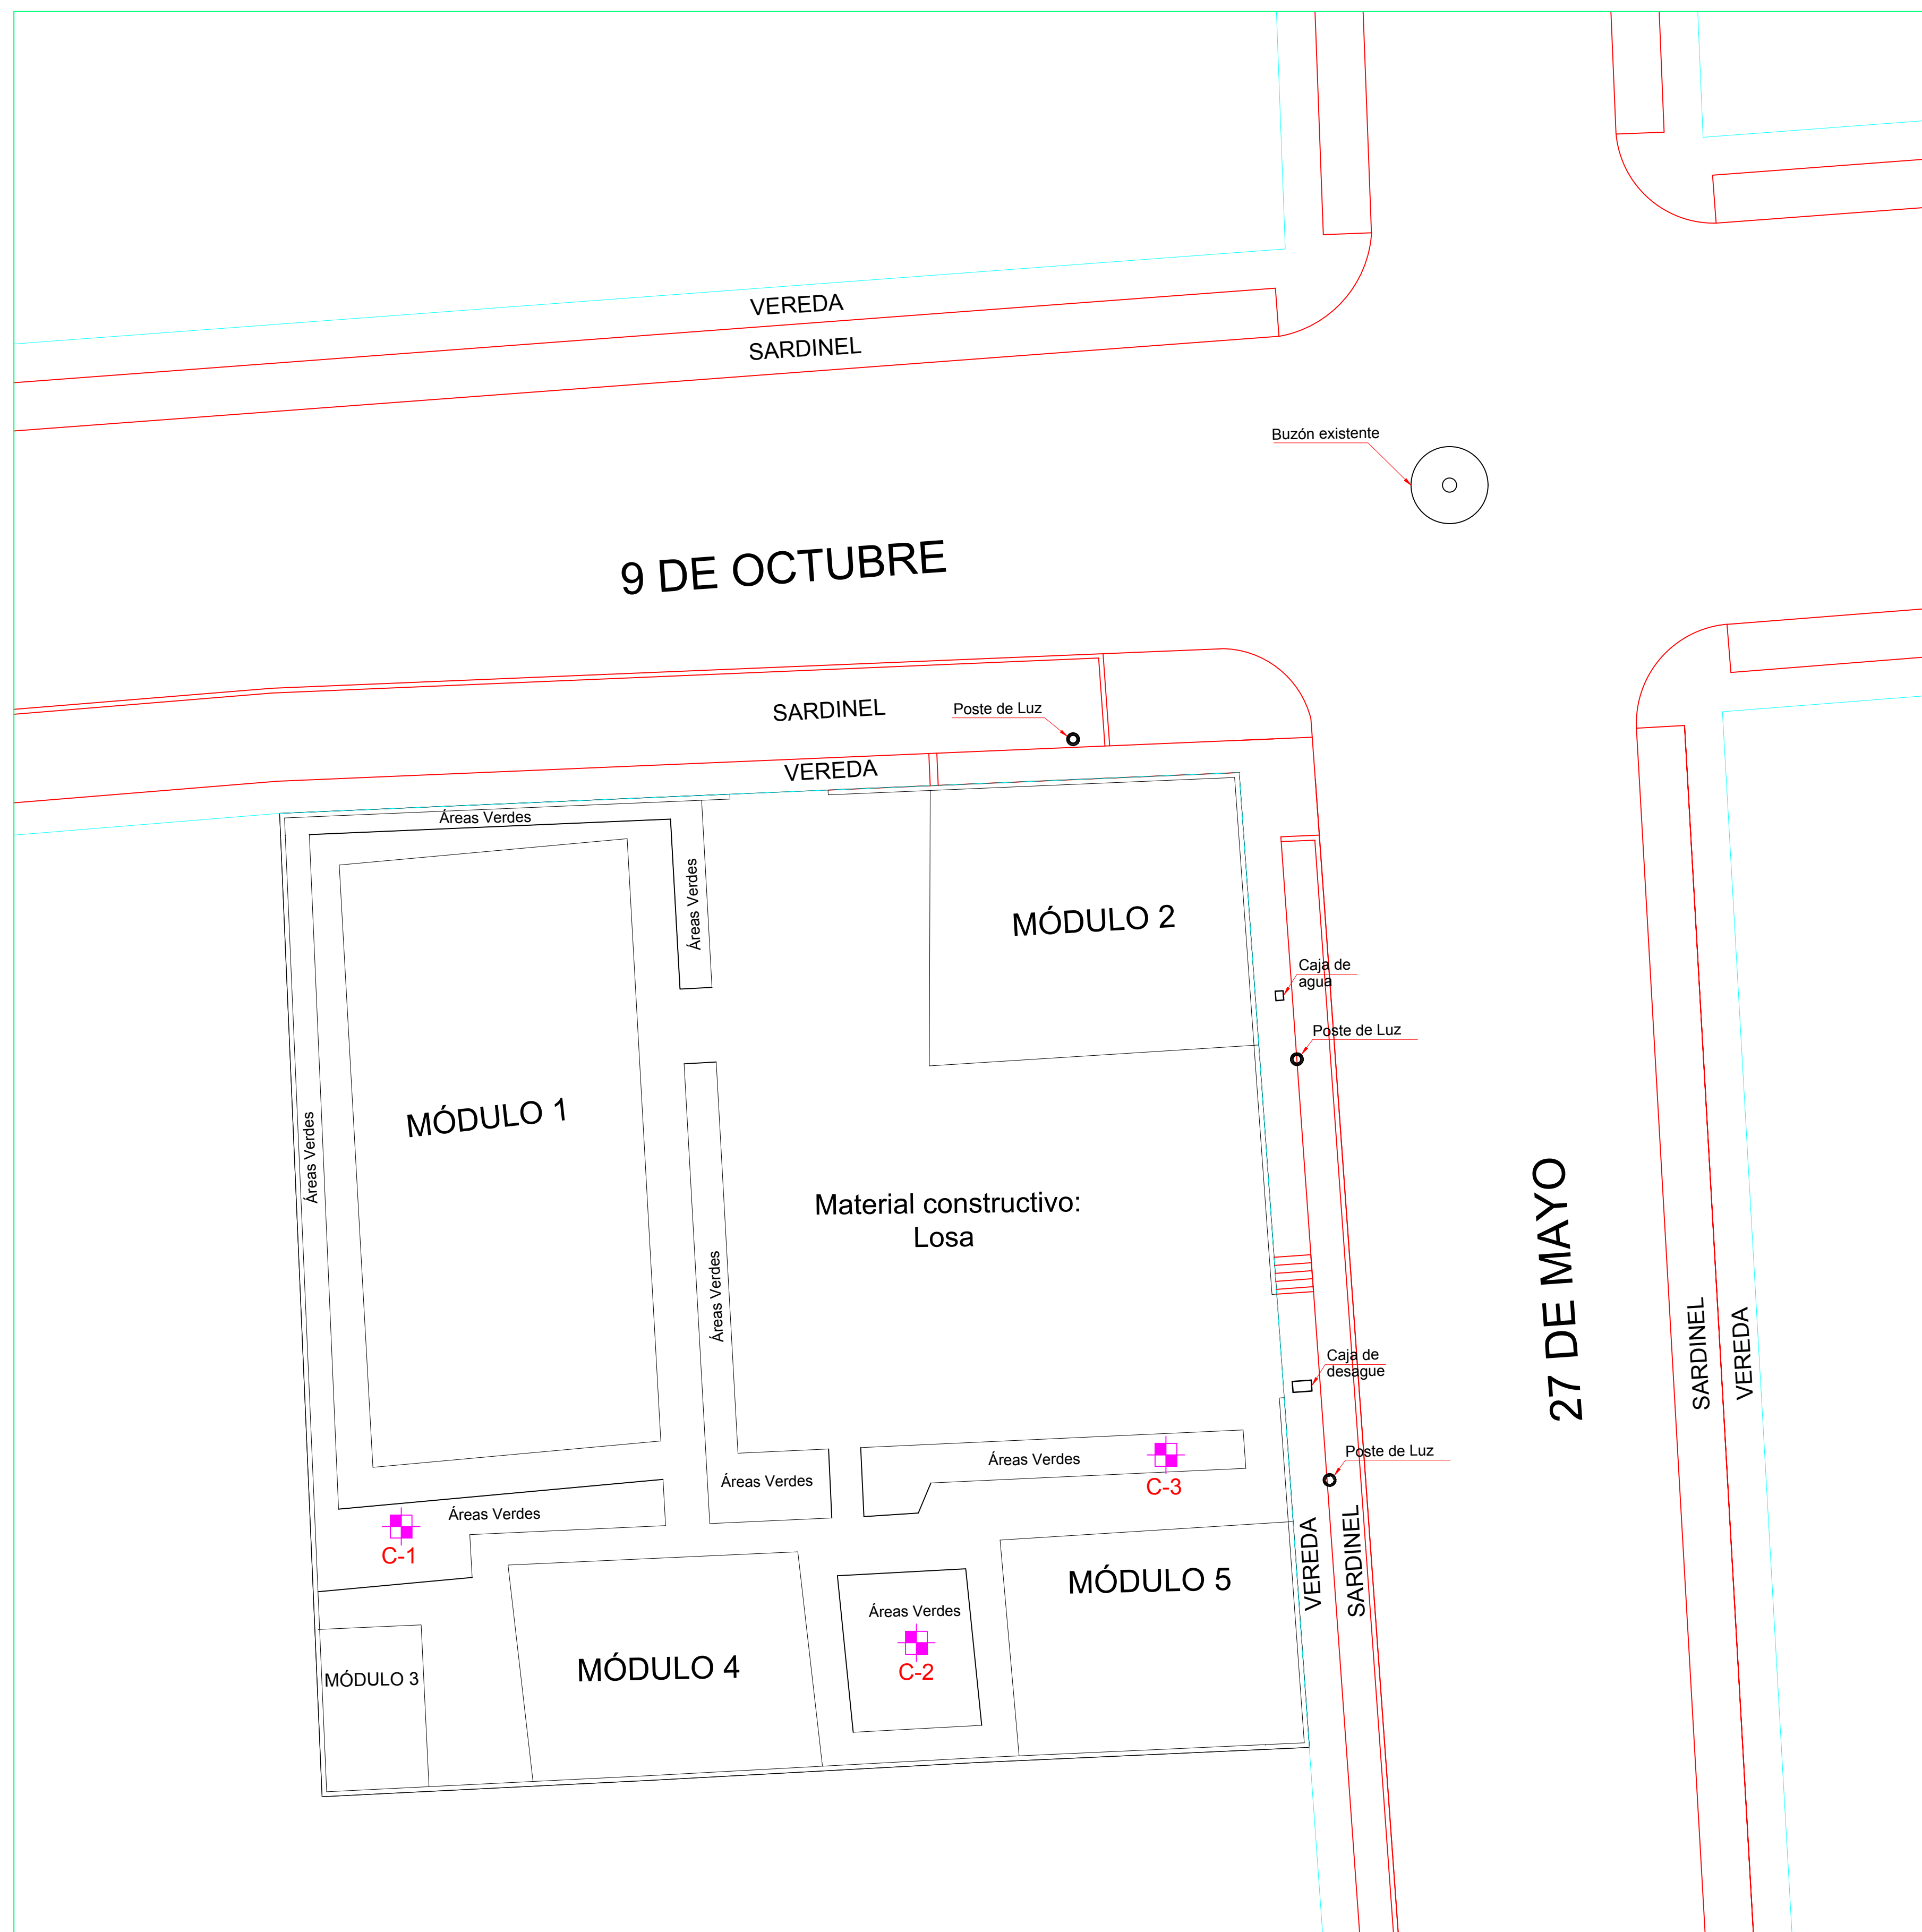 VEREDA
SARDINEL
Buzón existente
9 DE OCTUBRE
SARDINEL
Poste de Luz
VEREDA
Áreas Verdes
Áreas Verdes
MÓDULO 2
Caja de
agua
Poste de Luz
MÓDULO 1
Áreas Verdes
Material constructivo:
Losa
Áreas Verdes
27 DE MAYO
SARDINEL
VEREDA
Caja de
desague
Poste de Luz
Áreas Verdes
Áreas Verdes
C-3
Áreas Verdes
C-1
VEREDA
SARDINEL
MÓDULO 5
Áreas Verdes
C-2
MÓDULO 4
MÓDULO 3